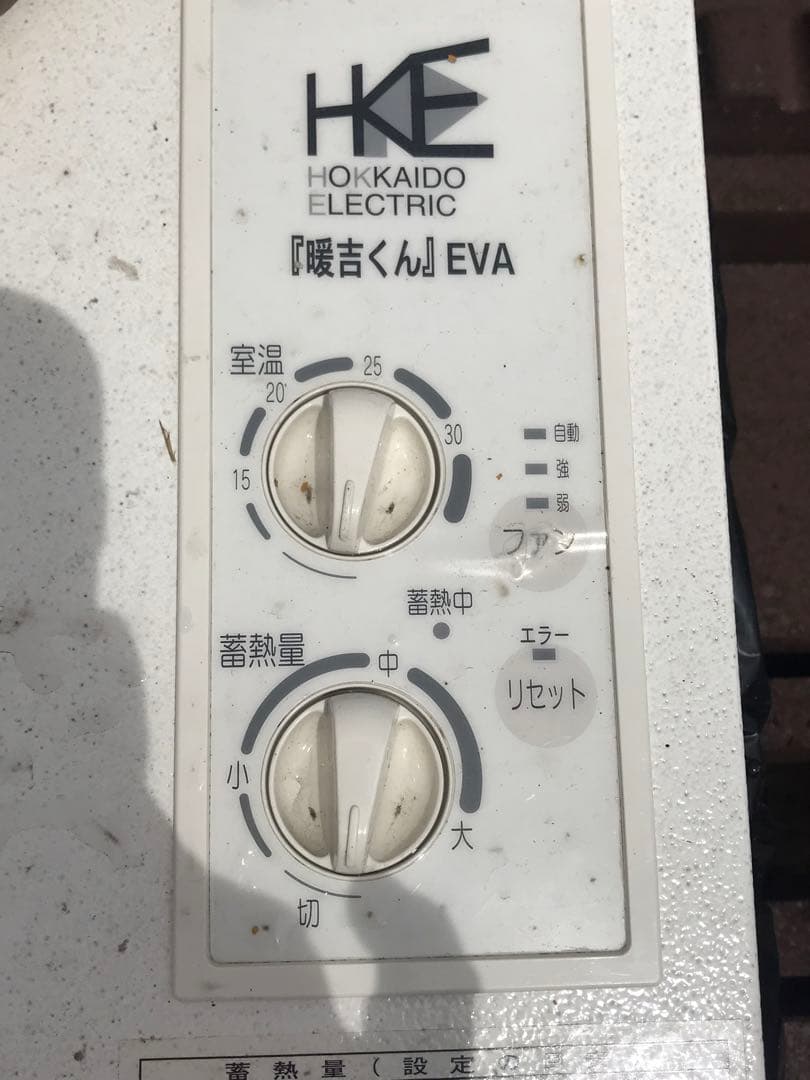 HKE
HOKKAIDO
ELECTRIC
『暖吉くん』EVA
室温
15
20
25
30
自動
強
弱
ファン
蓄熱中
エラー
リセット
蓄熱量
切
小
中
大
蓄熱量(設定の